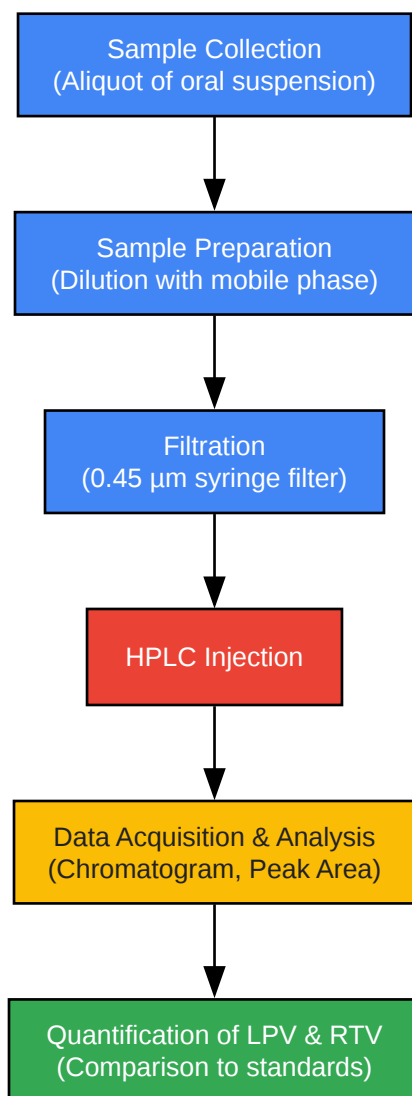 Sample Collection
(Aliquot of oral suspension)
Sample Preparation
(Dilution with mobile phase)
Filtration
(0.45 µm syringe filter)
HPLC Injection
Data Acquisition & Analysis
(Chromatogram, Peak Area)
Quantification of LPV & RTV
(Comparison to standards)